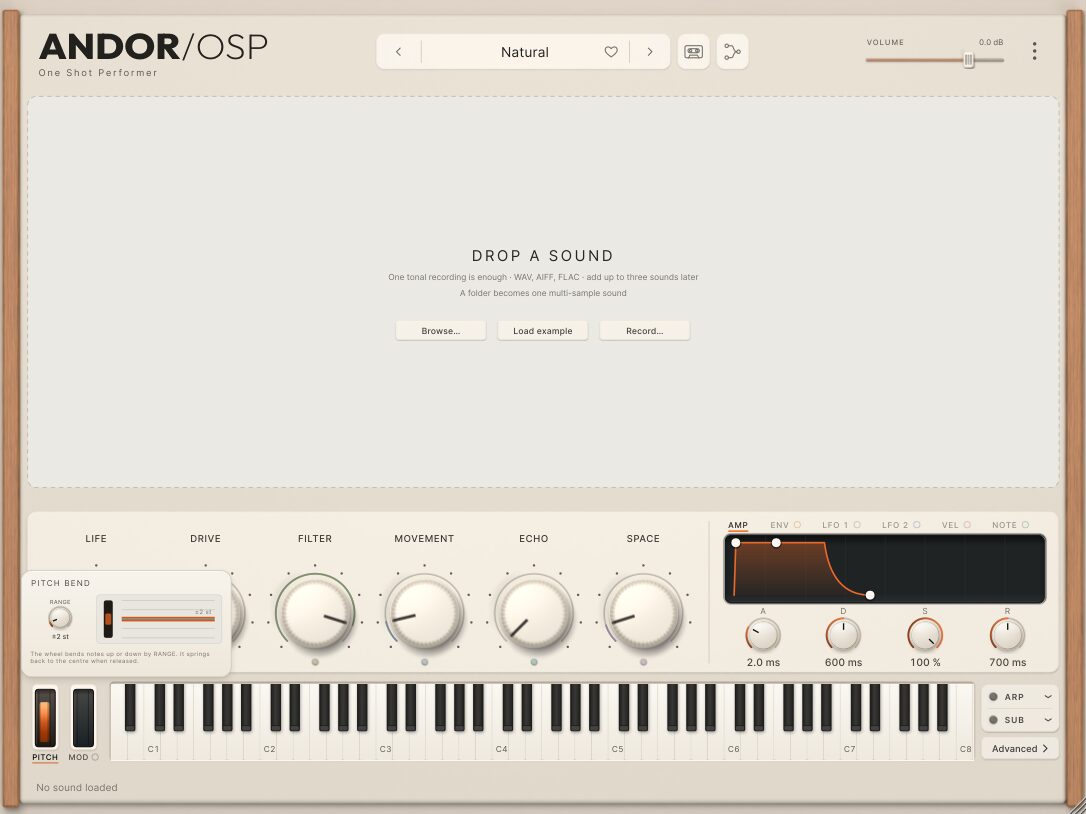 ANDOR/OSP
One Shot Performer
Natural
VOLUME 0.0 dB
DROP A SOUND
One tonal recording is enough · WAV, AIFF, FLAC · add up to three sounds later
A folder becomes one multi-sample sound
Browse... Load example Record...
LIFE DRIVE FILTER MOVEMENT ECHO SPACE
AMP ENV LFO 1 LFO 2 VEL NOTE
PITCH BEND
RANGE
±2 st
±2 st
The wheel bends notes up or down by RANGE. It springs
back to the centre when released.
A D S R
2.0 ms 600 ms 100 % 700 ms
PITCH MOD
C1 C2 C3 C4 C5 C6 C7 C8
ARP
SUB
Advanced
No sound loaded